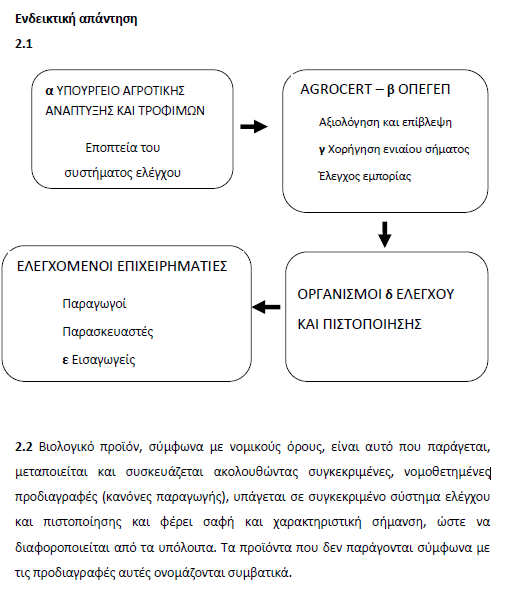 Ενδεικτική απάντηση
2.1
α ΥΠΟΥΡΓΕΙΟ ΑΓΡΟΤΙΚΗΣ
ΑΝΑΠΤΥΞΗΣ ΚΑΙ ΤΡΟΦΙΜΩΝ
Εποπτεία του
συστήματος ελέγχου
AGROCERT – β ΟΠΕΓΕΠ
Αξιολόγηση και επίβλεψη
γ Χορήγηση ενιαίου σήματος
Έλεγχος εμπορίας
ΕΛΕΓΧΟΜΕΝΟΙ ΕΠΙΧΕΙΡΗΜΑΤΙΕΣ
Παραγωγοί
Παρασκευαστές
ε Εισαγωγείς
ΟΡΓΑΝΙΣΜΟΙ δ ΕΛΕΓΧΟΥ
ΚΑΙ ΠΙΣΤΟΠΟΙΗΣΗΣ
2.2 Βιολογικό προϊόν, σύμφωνα με νομικούς όρους, είναι αυτό που παράγεται,
μεταποιείται και συσκευάζεται ακολουθώντας συγκεκριμένες, νομοθετημένες
προδιαγραφές (κανόνες παραγωγής), υπάγεται σε συγκεκριμένο σύστημα ελέγχου
και πιστοποίησης και φέρει σαφή και χαρακτηριστική σήμανση, ώστε να
διαφοροποιείται από τα υπόλοιπα. Τα προϊόντα που δεν παράγονται σύμφωνα με
τις προδιαγραφές αυτές ονομάζονται συμβατικά.